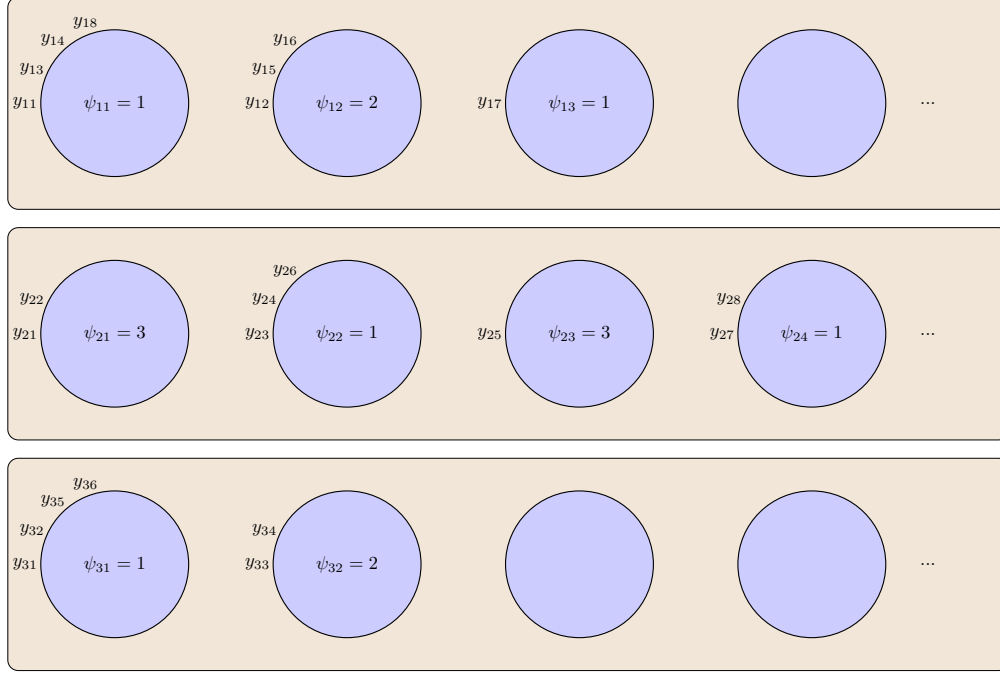 y₁₈
y₁₄ y₁₆
y₁₃ y₁₅
y₁₁ ψ₁₁ = 1 y₁₂ ψ₁₂ = 2 y₁₇ ψ₁₃ = 1 ...
y₂₆
y₂₂ y₂₄ y₂₈
y₂₁ ψ₂₁ = 3 y₂₃ ψ₂₂ = 1 y₂₅ ψ₂₃ = 3 y₂₇ ψ₂₄ = 1 ...
y₃₆
y₃₅
y₃₂ y₃₄
y₃₁ ψ₃₁ = 1 y₃₃ ψ₃₂ = 2 ...